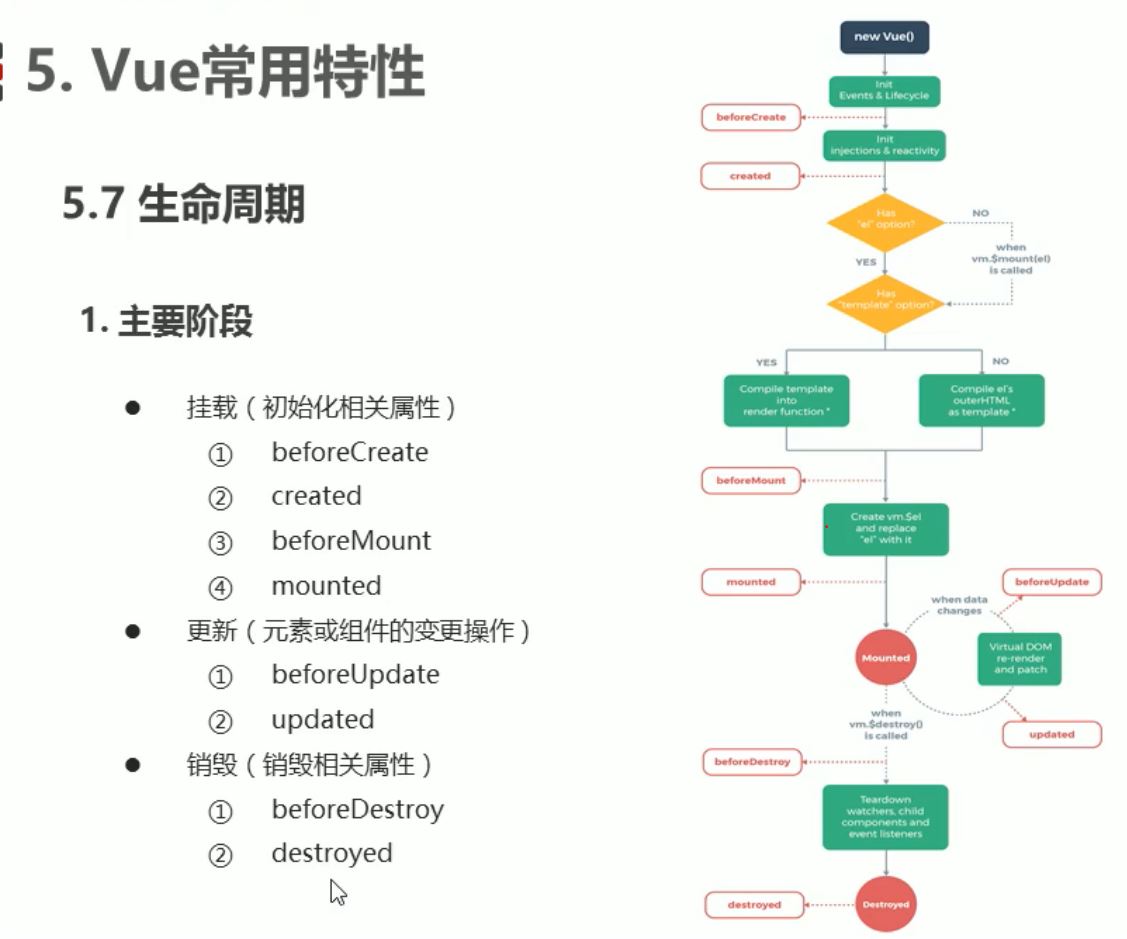 5. Vue常用特性
5.7 生命周期
1. 主要阶段
● 挂载（初始化相关属性）
① beforeCreate
② created
③ beforeMount
④ mounted
● 更新（元素或组件的变更操作）
① beforeUpdate
② updated
● 销毁（销毁相关属性）
① beforeDestroy
② destroyed
new Vue()
Init
Events & Lifecycle
beforeCreate
Init
injections & reactivity
created
Has
"el" option?
NO
when
vm.$mount(el)
is called
YES
Has
"template" option?
YES
NO
Compile template
into
render function *
Compile el's
outerHTML
as template *
beforeMount
Create vm.$el
and replace
"el" with it
mounted
beforeUpdate
when data
changes
Mounted
Virtual DOM
re-render
and patch
when
vm.$destroy()
is called
updated
beforeDestroy
Teardown
watchers, child
components and
event listeners
destroyed
Destroyed